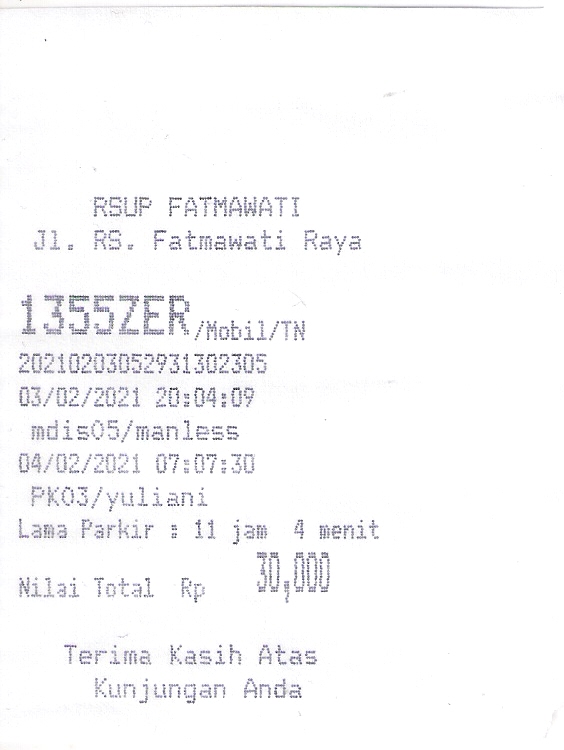 RSUP FATMAWATI
Jl. RS. Fatmawati Raya
1355ZER/Mobil/TN
20210203052931302305
03/02/2021 20:04:09
mdis05/manless
04/02/2021 07:07:30
PK03/yuliani
Lama Parkir : 11 jam 4 menit
Nilai Total Rp 30,000
Terima Kasih Atas
Kunjungan Anda